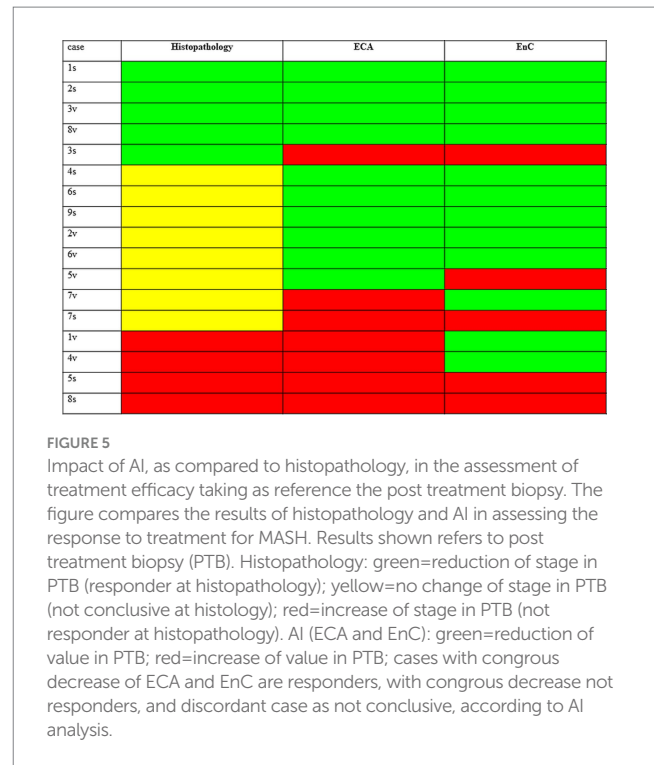 case Histopathology ECA EnC
1s
2s
3v
8v
3s
4s
6s
9s
2v
6v
5v
7v
7s
1v
4v
5s
8s
FIGURE 5
Impact of AI, as compared to histopathology, in the assessment of
treatment efficacy taking as reference the post treatment biopsy. The
figure compares the results of histopathology and AI in assessing the
response to treatment for MASH. Results shown refers to post
treatment biopsy (PTB). Histopathology: green=reduction of stage in
PTB (responder at histopathology); yellow=no change of stage in PTB
(not conclusive at histology); red=increase of stage in PTB (not
responder at histopathology). AI (ECA and EnC): green=reduction of
value in PTB; red=increase of value in PTB; cases with congrous
decrease of ECA and EnC are responders, with congrous decrease not
responders, and discordant case as not conclusive, according to AI
analysis.